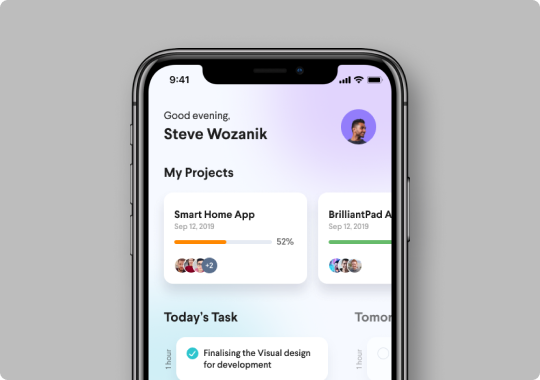 9:41
Good evening,
Steve Wozanik
My Projects
Smart Home App
Sep 12, 2019
52%
+2
BrilliantPad A
Sep 12, 2019
Today's Task
Tomor
1 hour
Finalising the Visual design
for development
1 hour